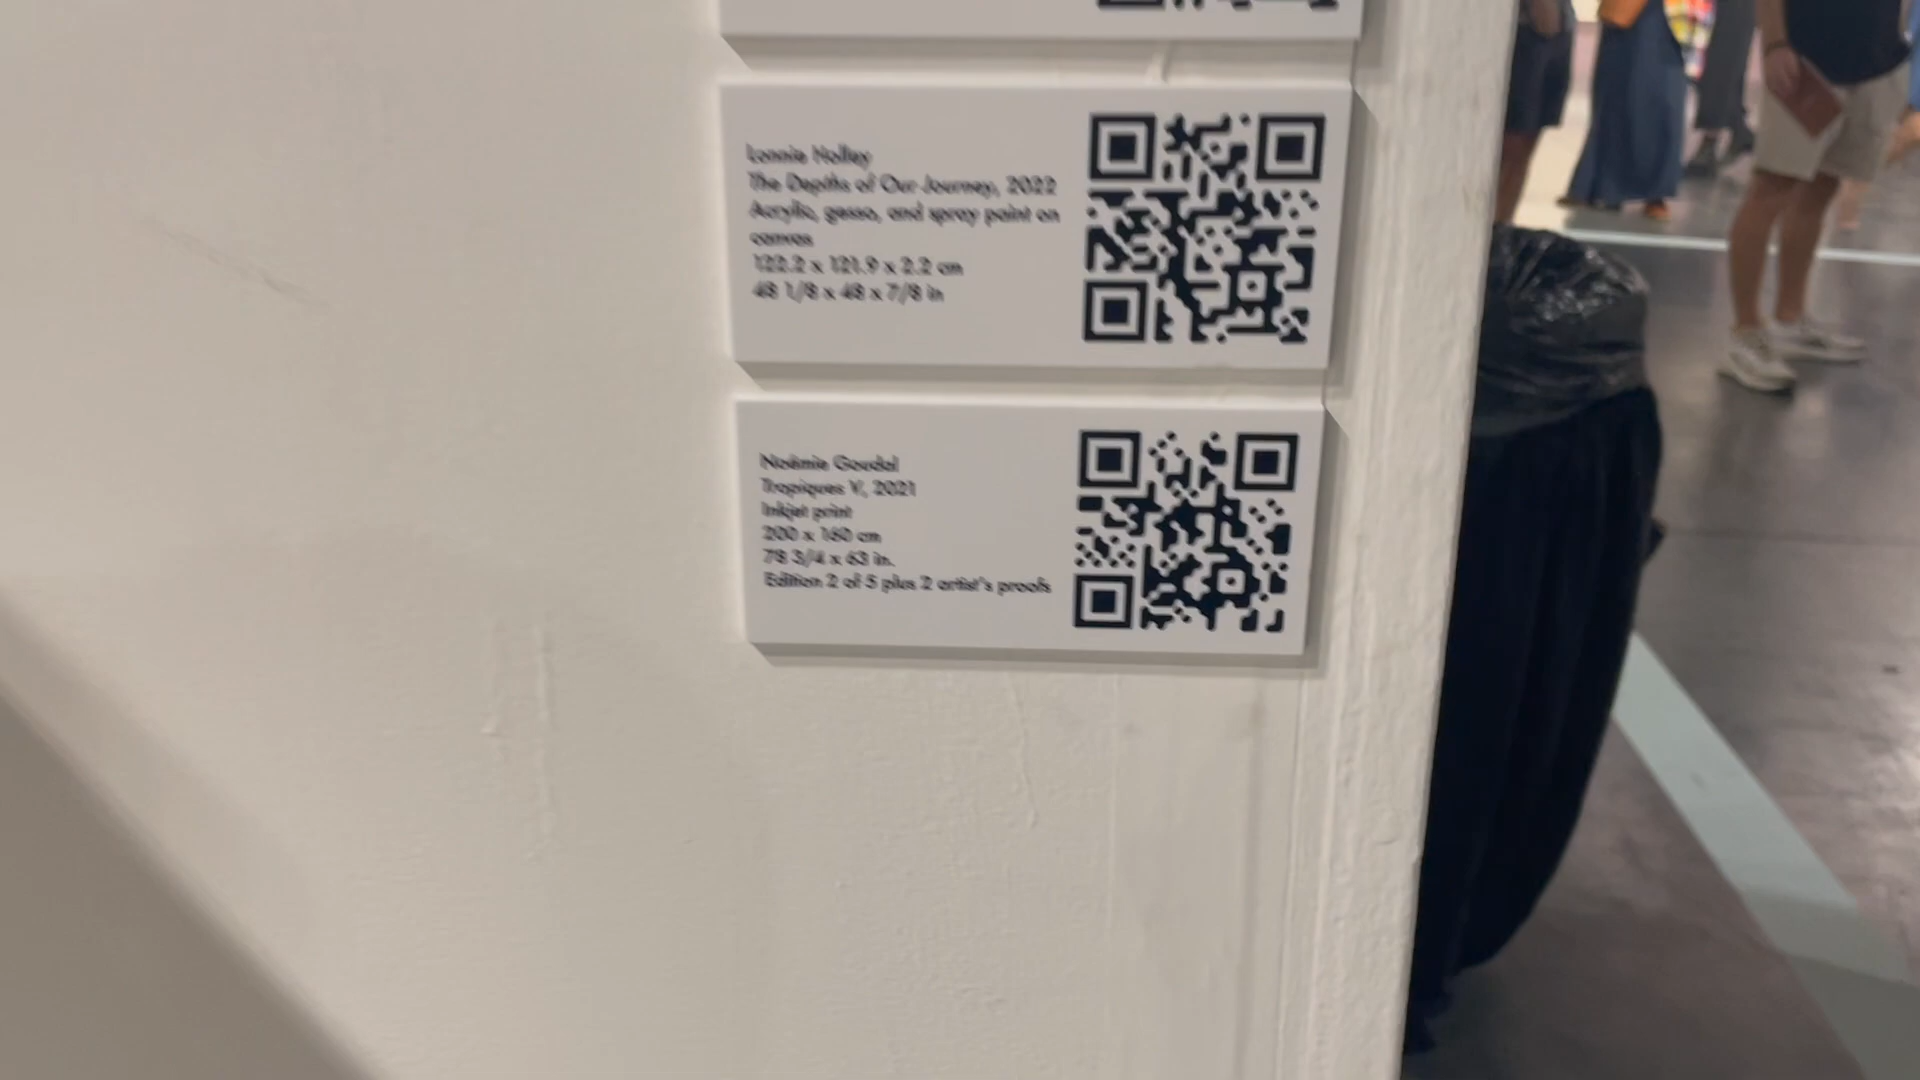 Lonnie Holley
The Depths of Our Journey, 2022
Acrylic, gesso, and spray paint on
canvas
122.2 x 121.9 x 2.2 cm
48 1/8 x 48 x 7/8 in
Noémie Goudal
Tropiques V, 2021
Inkjet print
200 x 160 cm
78 3/4 x 63 in.
Edition 2 of 5 plus 2 artist's proofs